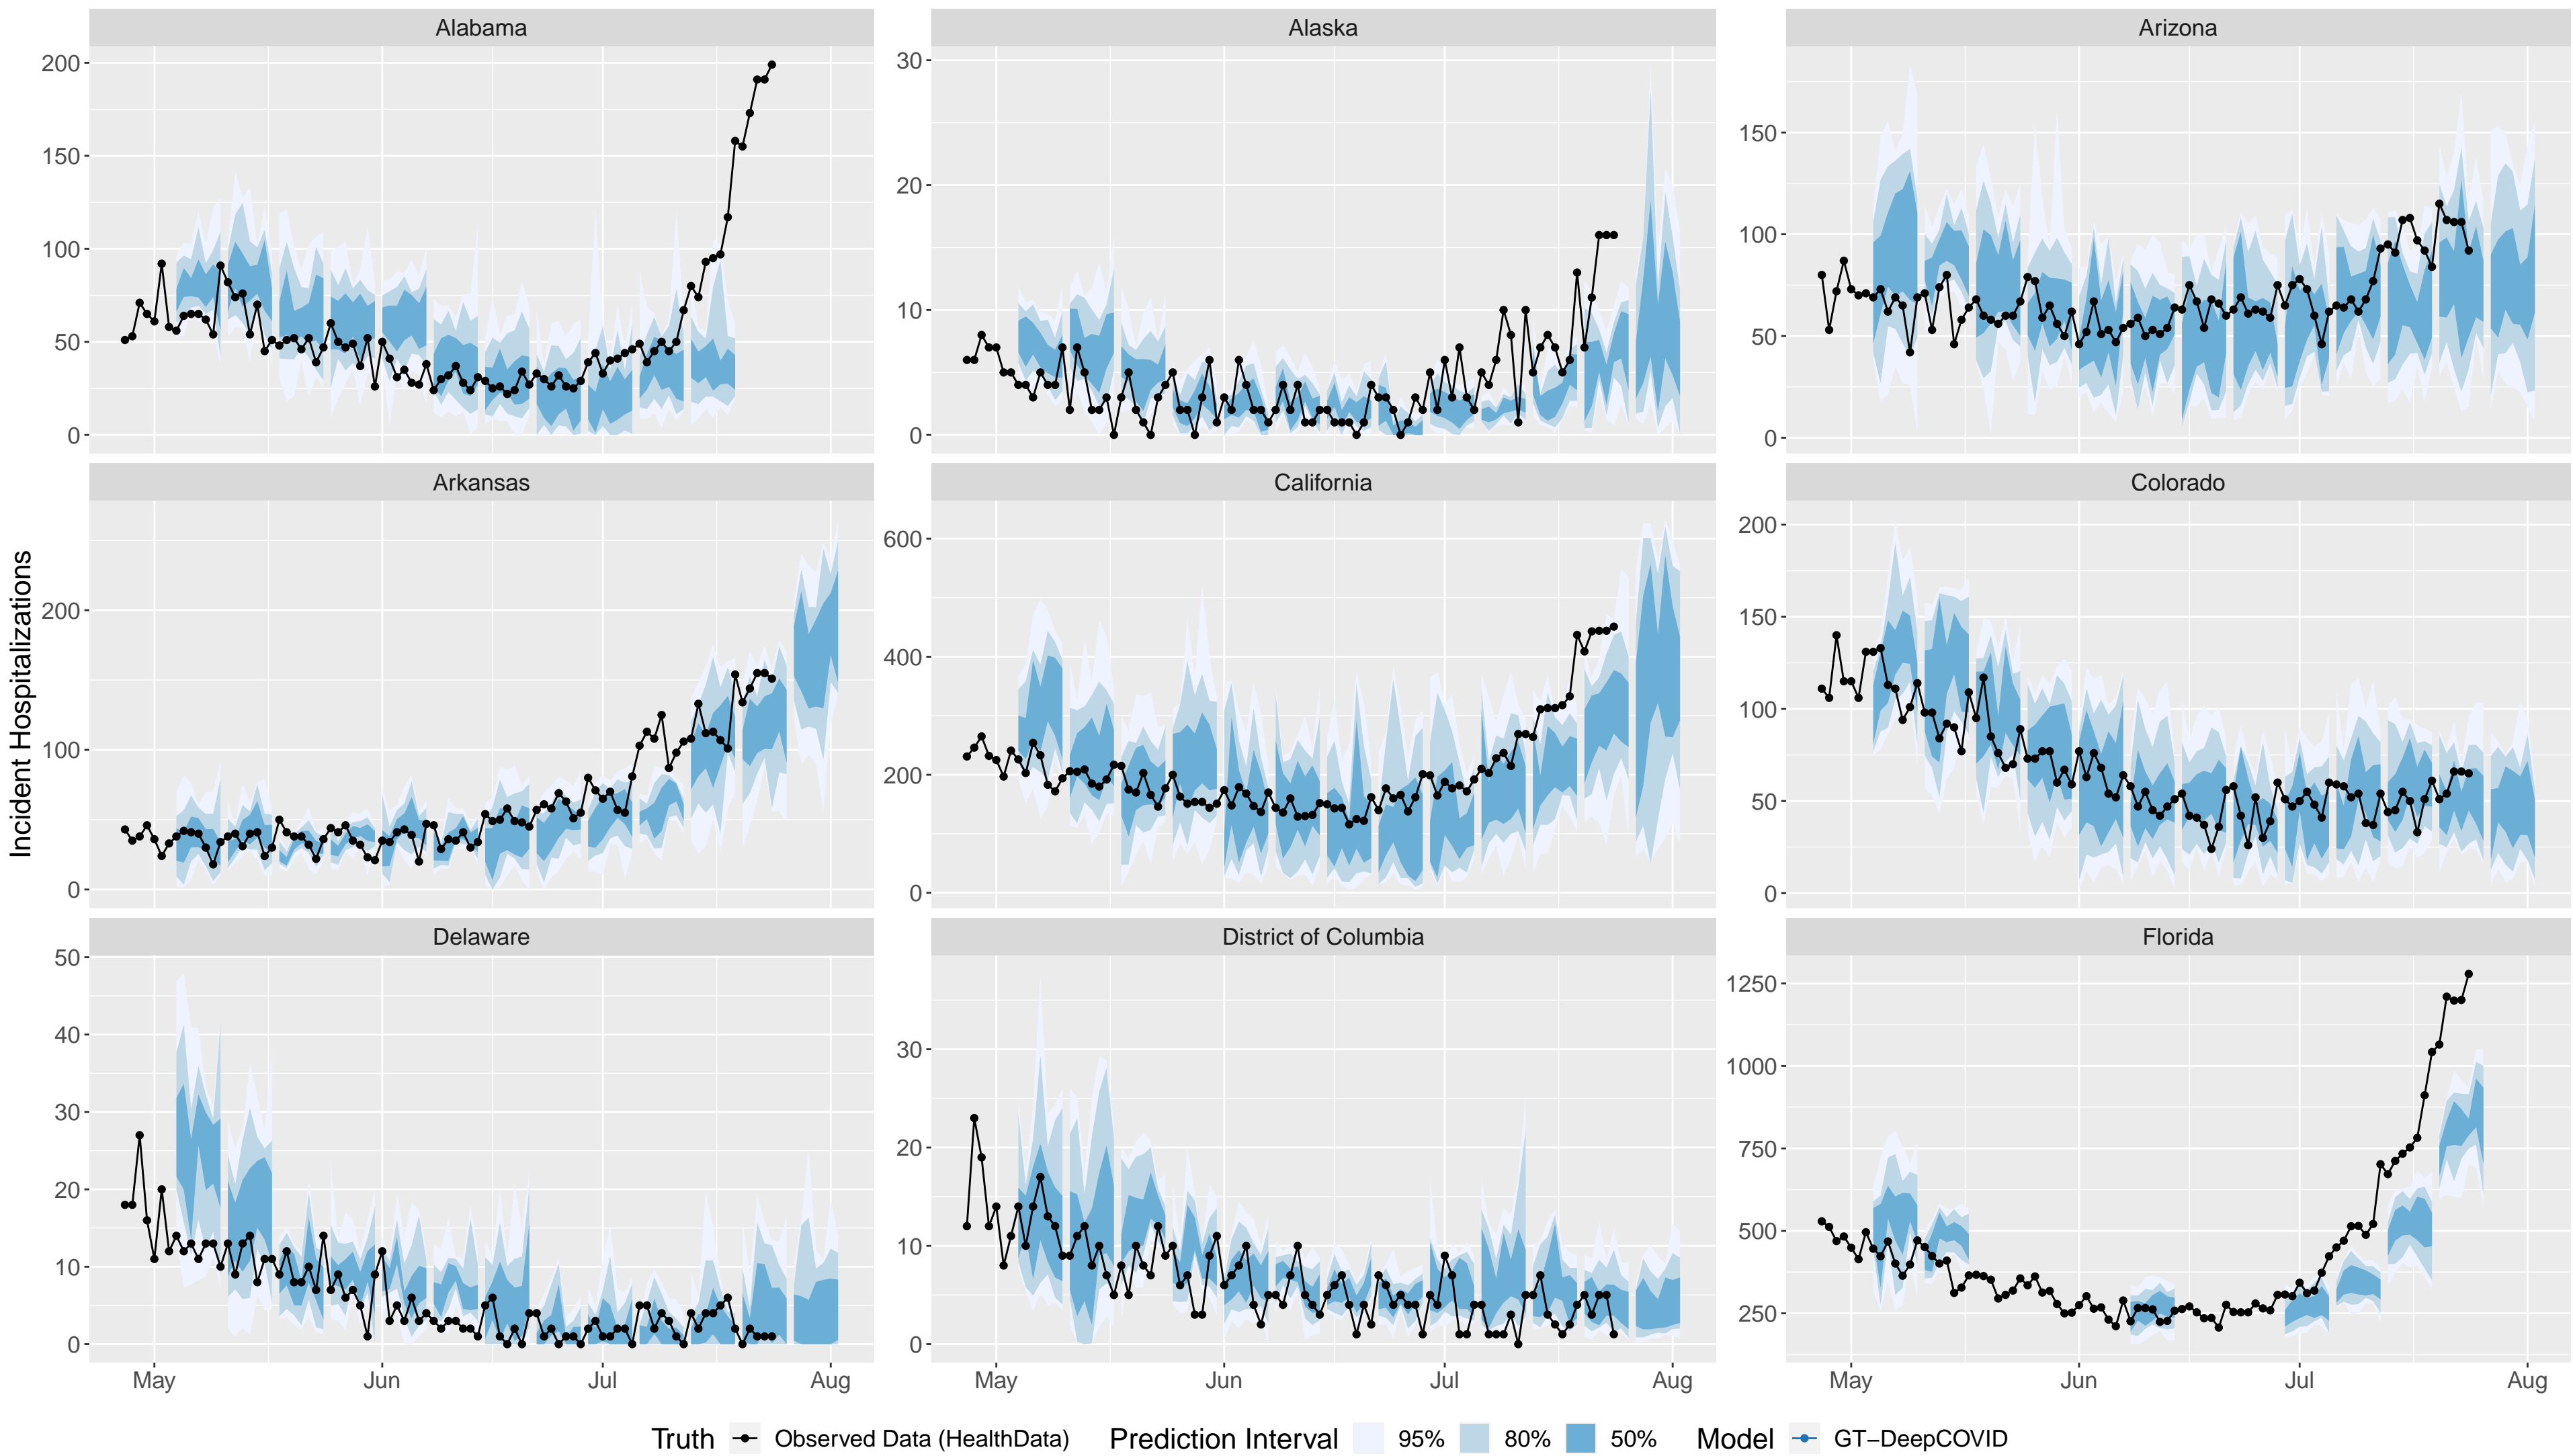 Alabama
Alaska
Arizona
200
150
100
50
0
30
20
10
0
150
100
50
0
Arkansas
California
Colorado
200
100
0
600
400
200
0
200
150
100
50
0
Delaware
District of Columbia
Florida
50
40
30
20
10
0
30
20
10
0
1250
1000
750
500
250
May Jun Jul Aug
May Jun Jul Aug
May Jun Jul Aug
Incident Hospitalizations
Truth Observed Data (HealthData) Prediction Interval 95% 80% 50% Model GT−DeepCOVID